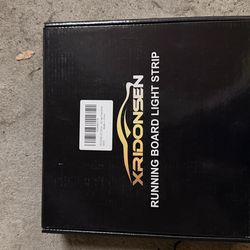 XRIDONSEN
RUNNING BOARD LIGHT STRIP